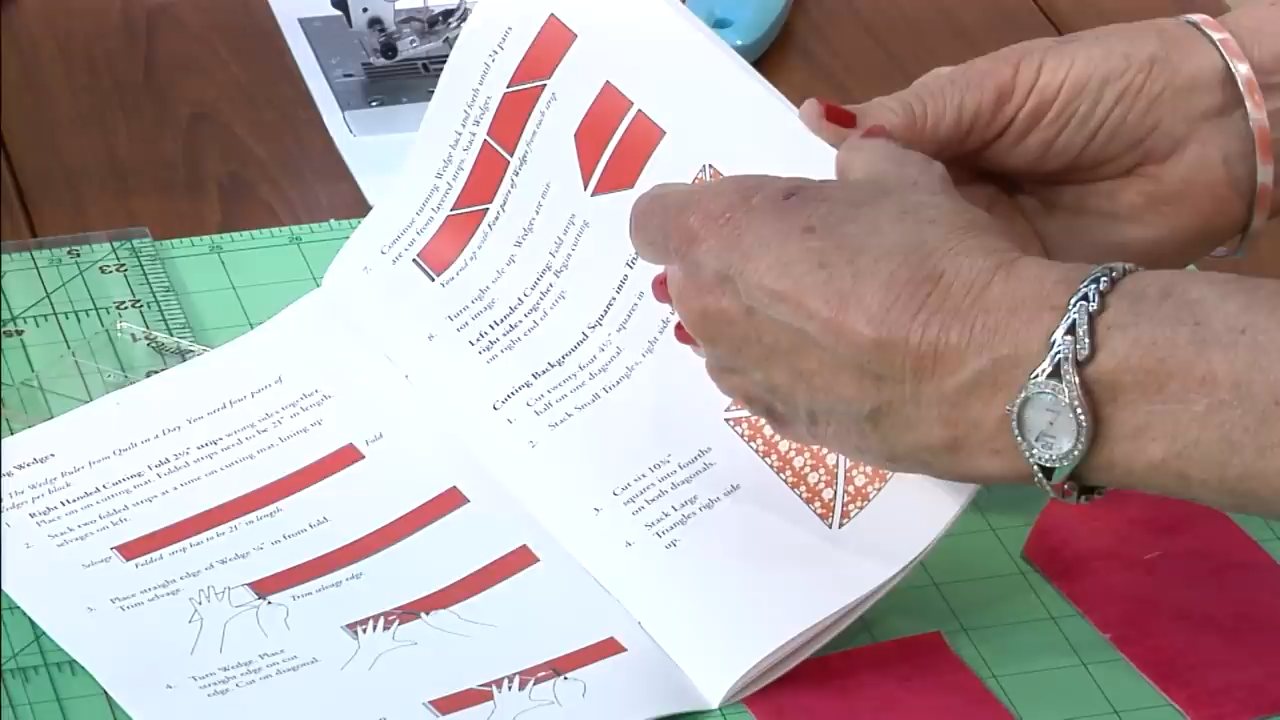 g Wedges
The Wedge Ruler from Quilt in a Day You need four pairs of
edges per block.
1. Right Handed Cutting: Fold 2½" strips wrong sides together.
Place on on cutting mat. Folded strips need to be 21" in length.
2. Stack two folded strips at a time on cutting mat, lining up
selvages on left.
Fold
Selvage
Folded strip has to be 21" in length
3. Place straight edge of Wedge ¼" in from fold.
Trim selvage.
Trim selvage edge
4. Turn Wedge. Place
straight edge on cut
edge. Cut on diagonal.
7. Continue turning Wedge back and forth until 24 pairs
are cut from layered strips. Stack Wedges.
You end up with Four pairs of Wedges from each strip
8. Turn right side up. Wedges are mir-
ror image.
Left Handed Cutting: Fold strips
right sides together. Begin cutting
on right end of strip.
Cutting Background Squares into Tri
1. Cut twenty-four 4½" squares in
half on one diagonal.
2. Stack Small Triangles, right side
3. Cut six 10¾"
squares into fourths
on both diagonals.
4. Stack Large
Triangles right side
up.
5
23
22
25
26